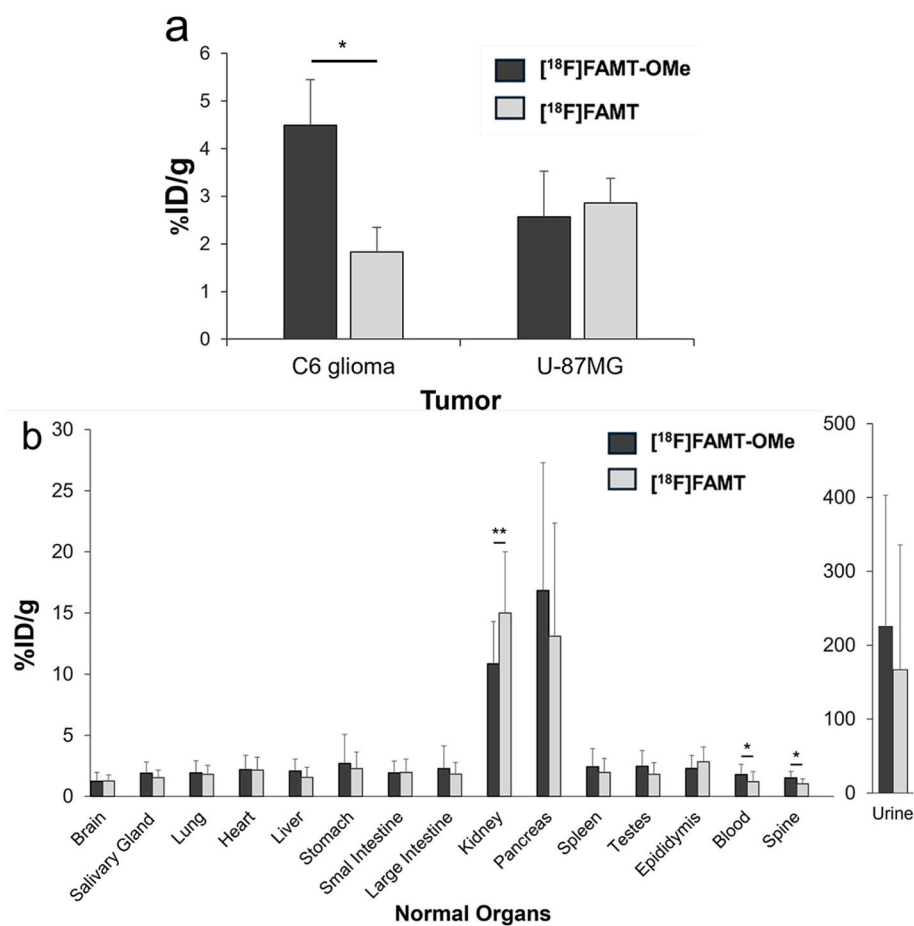 a
6
5
4
3
2
1
0
%ID/g
*
[¹⁸F]FAMT-OMe
[¹⁸F]FAMT
C6 glioma
U-87MG
Tumor
b
30
25
20
15
10
5
0
%ID/g
[¹⁸F]FAMT-OMe
[¹⁸F]FAMT
**
*
*
Brain
Salivary Gland
Lung
Heart
Liver
Stomach
Smal Intestine
Large Intestine
Kidney
Pancreas
Spleen
Testes
Epididymis
Blood
Spine
Normal Organs
500
400
300
200
100
0
Urine